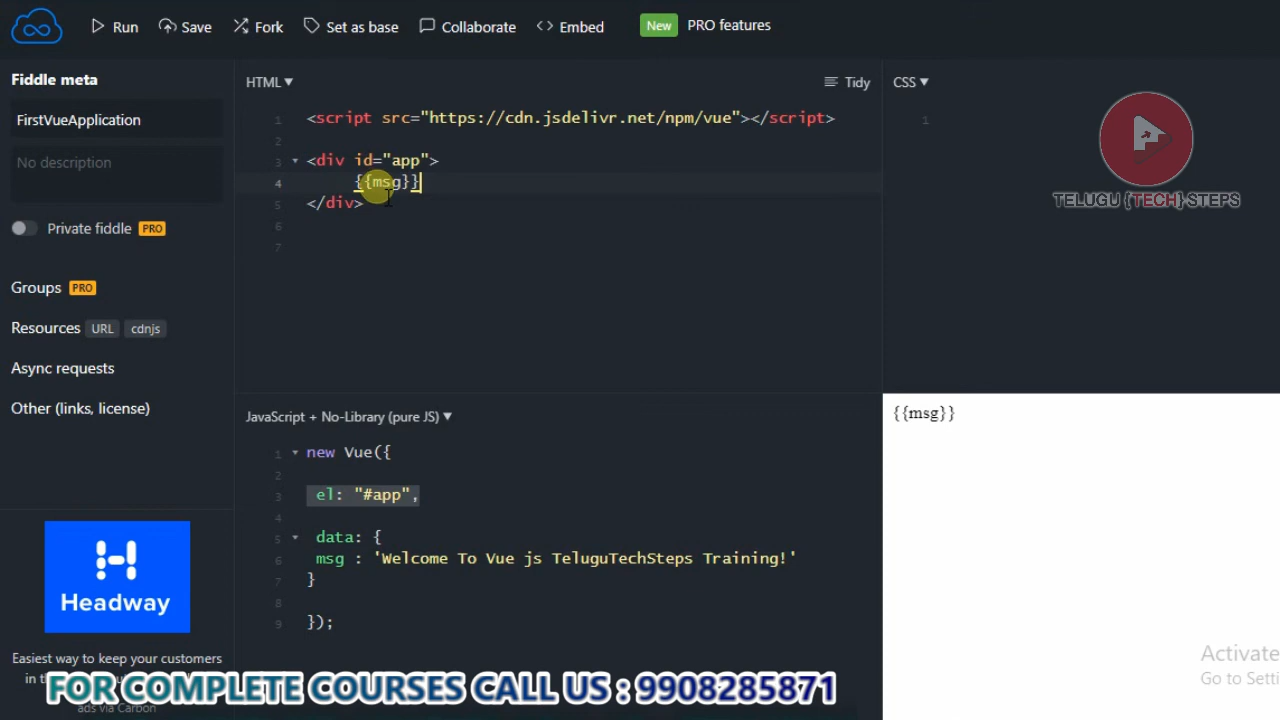 Run
Save
Fork
Set as base
Collaborate
Embed
New
PRO features
Fiddle meta
FirstVueApplication
No description
Private fiddle PRO
Groups PRO
Resources URL cdnjs
Async requests
Other (links, license)
Headway
Easiest way to keep your customers
in th
ads via Carbon
HTML
Tidy
1 <script src="https://cdn.jsdelivr.net/npm/vue"></script>
2
3 <div id="app">
4 {{msg}}
5 </div>
6
7
CSS
1
TELUGU {TECH} STEPS
JavaScript + No-Library (pure JS)
1 new Vue({
2
3 el: "#app",
4
5 data: {
6 msg : 'Welcome To Vue js TeluguTechSteps Training!'
7 }
8
9 });
{{msg}}
Activate
Go to Setti
FOR COMPLETE COURSES CALL US : 9908285871